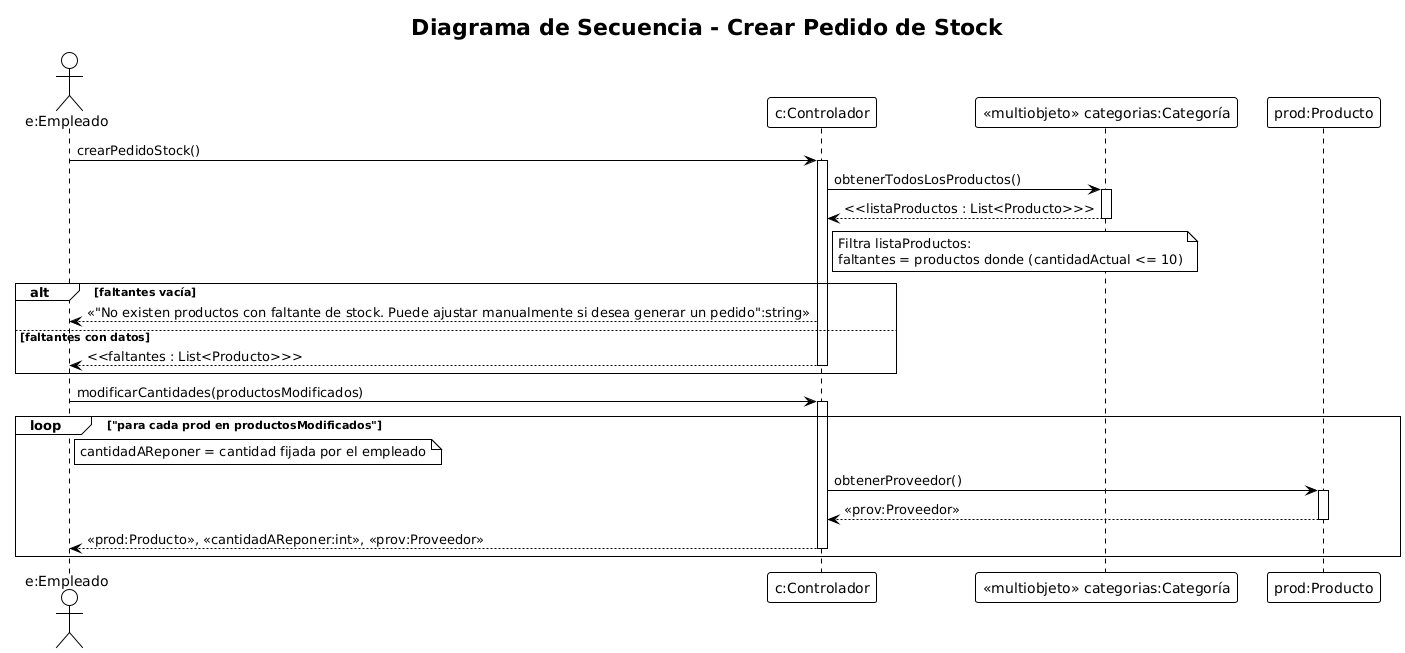 Diagrama de Secuencia - Crear Pedido de Stock
e:Empleado
c:Controlador
«multiobjeto» categorias:Categoría
prod:Producto
crearPedidoStock()
obtenerTodosLosProductos()
<<listaProductos : List<Producto>>>
Filtra listaProductos:
faltantes = productos donde (cantidadActual <= 10)
alt
[faltantes vacía]
«"No existen productos con faltante de stock. Puede ajustar manualmente si desea generar un pedido":string»
[faltantes con datos]
<<faltantes : List<Producto>>>
modificarCantidades(productosModificados)
loop
["para cada prod en productosModificados"]
cantidadAReponer = cantidad fijada por el empleado
obtenerProveedor()
«prov:Proveedor»
«prod:Producto», «cantidadAReponer:int», «prov:Proveedor»
e:Empleado
c:Controlador
«multiobjeto» categorias:Categoría
prod:Producto